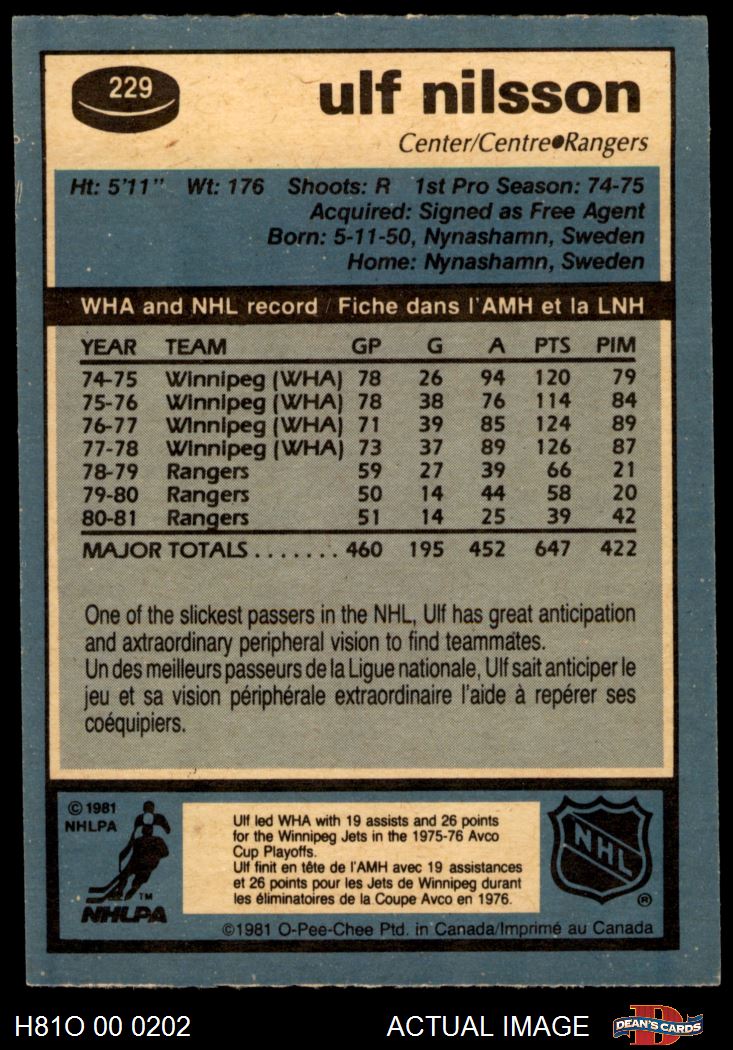 229
ulf nilsson
Center/Centre●Rangers
Ht: 5'11" Wt: 176 Shoots: R 1st Pro Season: 74-75
Acquired: Signed as Free Agent
Born: 5-11-50, Nynashamn, Sweden
Home: Nynashamn, Sweden
WHA and NHL record / Fiche dans l'AMH et la LNH
YEAR TEAM GP G A PTS PIM
74-75 Winnipeg (WHA) 78 26 94 120 79
75-76 Winnipeg (WHA) 78 38 76 114 84
76-77 Winnipeg (WHA) 71 39 85 124 89
77-78 Winnipeg (WHA) 73 37 89 126 87
78-79 Rangers 59 27 39 66 21
79-80 Rangers 50 14 44 58 20
80-81 Rangers 51 14 25 39 42
MAJOR TOTALS ....... 460 195 452 647 422
One of the slickest passers in the NHL, Ulf has great anticipation
and axtraordinary peripheral vision to find teammates.
Un des meilleurs passeurs de la Ligue nationale, Ulf sait anticiper le
jeu et sa vision périphérale extraordinaire l'aide à repérer ses
coéquipiers.
© 1981
NHLPA
TM
NHLPA
Ulf led WHA with 19 assists and 26 points
for the Winnipeg Jets in the 1975-76 Avco
Cup Playoffs.
Ulf finit en tête de l'AMH avec 19 assistances
et 26 points pour les Jets de Winnipeg durant
les éliminatoires de la Coupe Avco en 1976.
NHL
®
©1981 O-Pee-Chee Ptd. in Canada/Imprimé au Canada
H81O 00 0202
ACTUAL IMAGE
D
DEAN'S CARDS